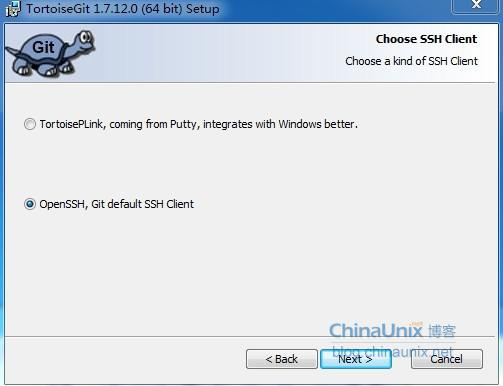 TortoiseGit 1.7.12.0 (64 bit) Setup
Git
Choose SSH Client
Choose a kind of SSH Client
TortoisePLink, coming from Putty, integrates with Windows better.
OpenSSH, Git default SSH Client
ChinaUnix 博客
blog.chinaunix.net
< Back
Next >
Cancel